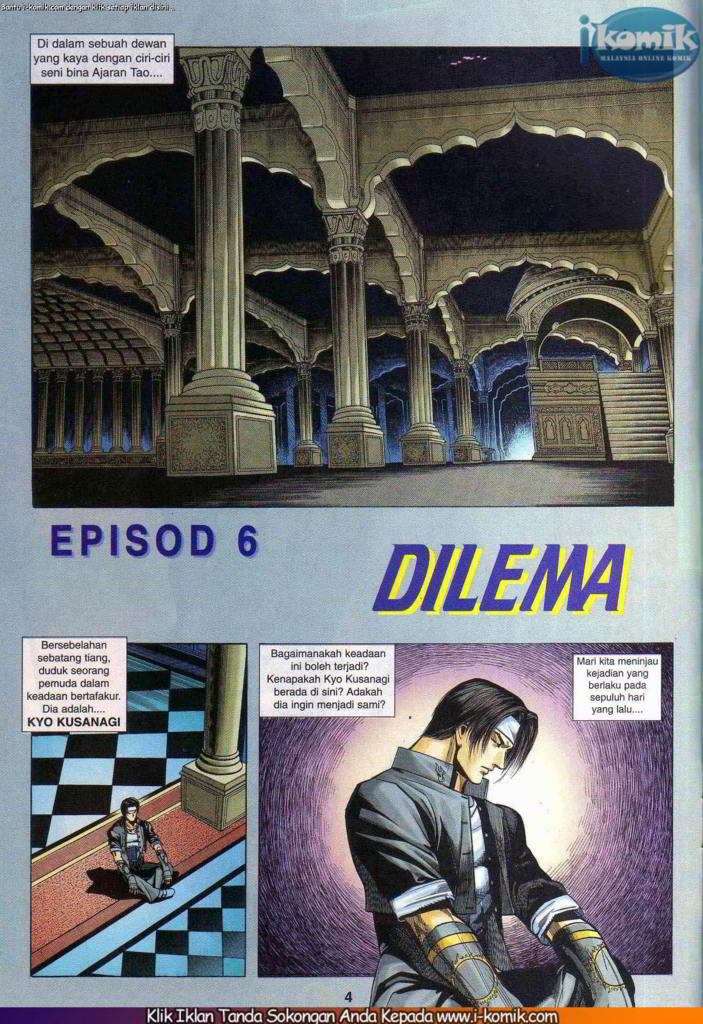 Bantu i-komik.com dengan klik setiap iklan disini...
iKomik
MALAYSIA ONLINE KOMIK
Di dalam sebuah dewan
yang kaya dengan ciri-ciri
seni bina Ajaran Tao....
EPISOD 6
DILEMA
Bersebelahan
sebatang tiang,
duduk seorang
pemuda dalam
keadaan bertafakur.
Dia adalah....
KYO KUSANAGI
Bagaimanakah keadaan
ini boleh terjadi?
Kenapakah Kyo Kusanagi
berada di sini? Adakah
dia ingin menjadi sami?
Mari kita meninjau
kejadian yang
berlaku pada
sepuluh hari
yang lalu....
4
Klik Iklan Tanda Sokongan Anda Kepada www.i-komik.com